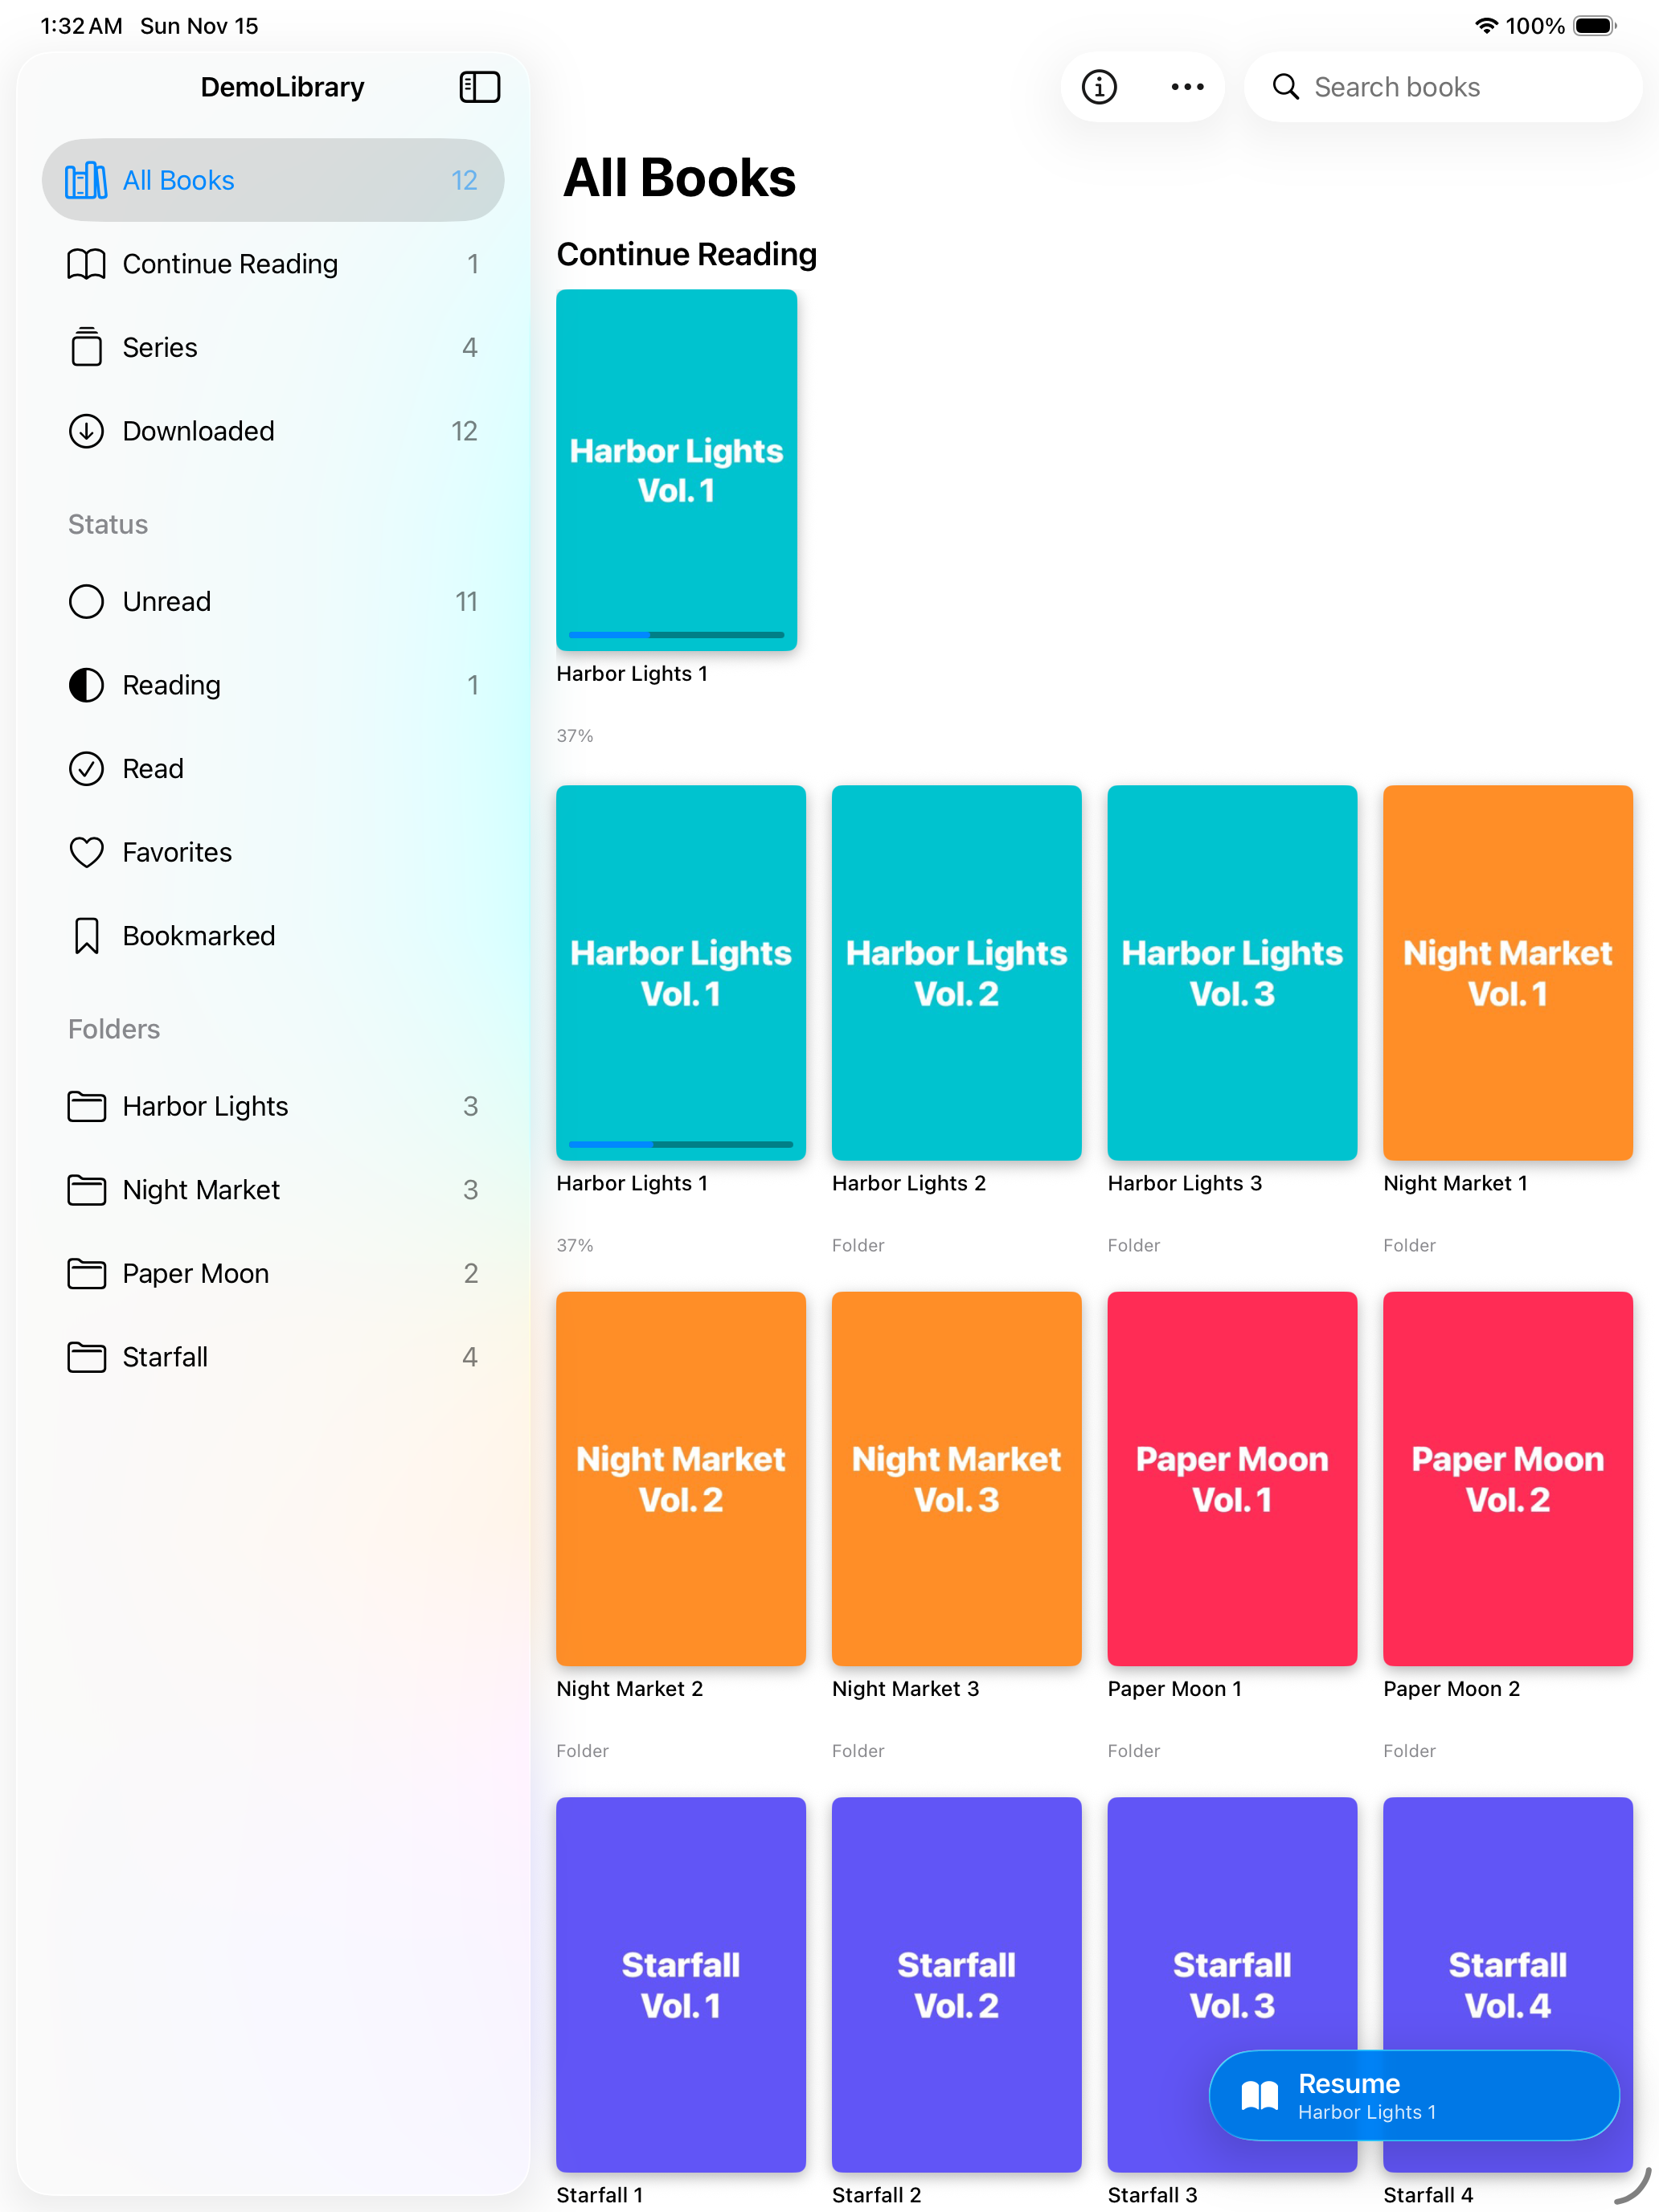 1:32 AM Sun Nov 15
100%
DemoLibrary
Search books
All Books 12
Continue Reading 1
Series 4
Downloaded 12
Status
Unread 11
Reading 1
Read
Favorites
Bookmarked
Folders
Harbor Lights 3
Night Market 3
Paper Moon 2
Starfall 4
All Books
Continue Reading
Harbor Lights
Vol. 1
Harbor Lights 1
37%
Harbor Lights
Vol. 1
Harbor Lights 1
37%
Harbor Lights
Vol. 2
Harbor Lights 2
Folder
Harbor Lights
Vol. 3
Harbor Lights 3
Folder
Night Market
Vol. 1
Night Market 1
Folder
Night Market
Vol. 2
Night Market 2
Folder
Night Market
Vol. 3
Night Market 3
Folder
Paper Moon
Vol. 1
Paper Moon 1
Folder
Paper Moon
Vol. 2
Paper Moon 2
Folder
Starfall
Vol. 1
Starfall 1
Starfall
Vol. 2
Starfall 2
Starfall
Vol. 3
Starfall 3
Starfall
Vol. 4
Starfall 4
Resume
Harbor Lights 1